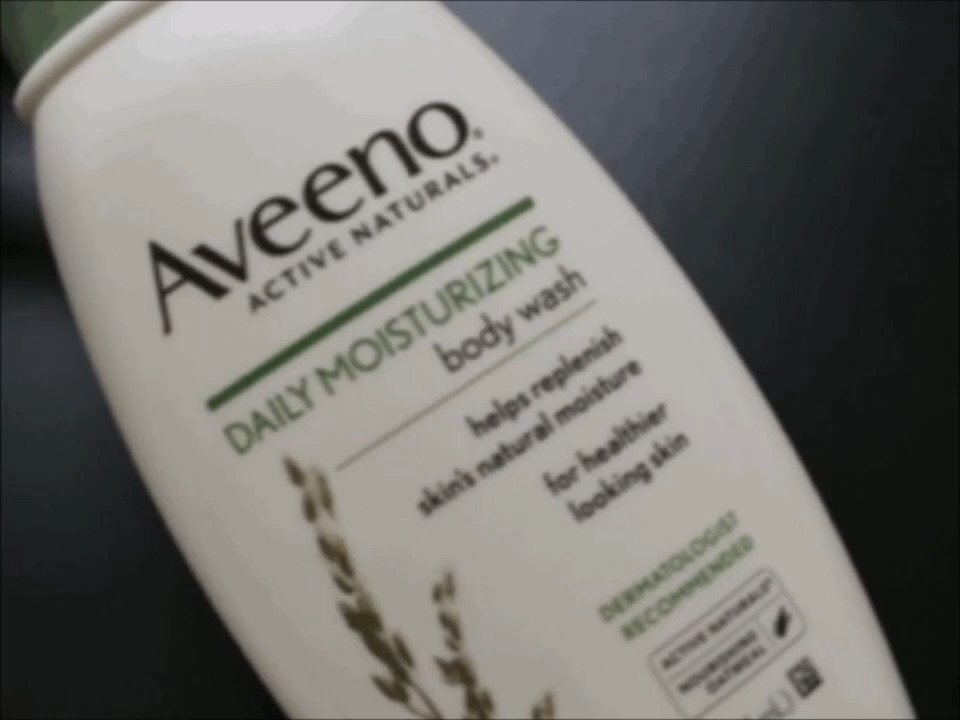 Aveeno.
ACTIVE NATURALS.
DAILY MOISTURIZING
body wash
helps replenish
skin's natural moisture
for healthier
looking skin
DERMATOLOGIST
RECOMMENDED
ACTIVE NATURALS
NOURISHING
OATMEAL